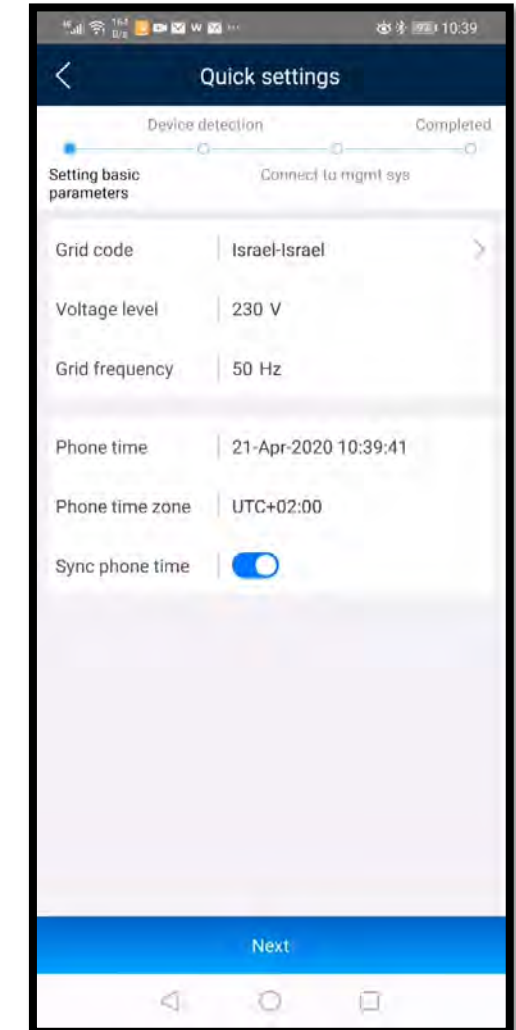 10:39
Quick settings
Device detection
Completed
Setting basic
parameters
Connect to mgmt sys
Grid code
Israel-Israel
Voltage level
230 V
Grid frequency
50 Hz
Phone time
21-Apr-2020 10:39:41
Phone time zone
UTC+02:00
Sync phone time
Next